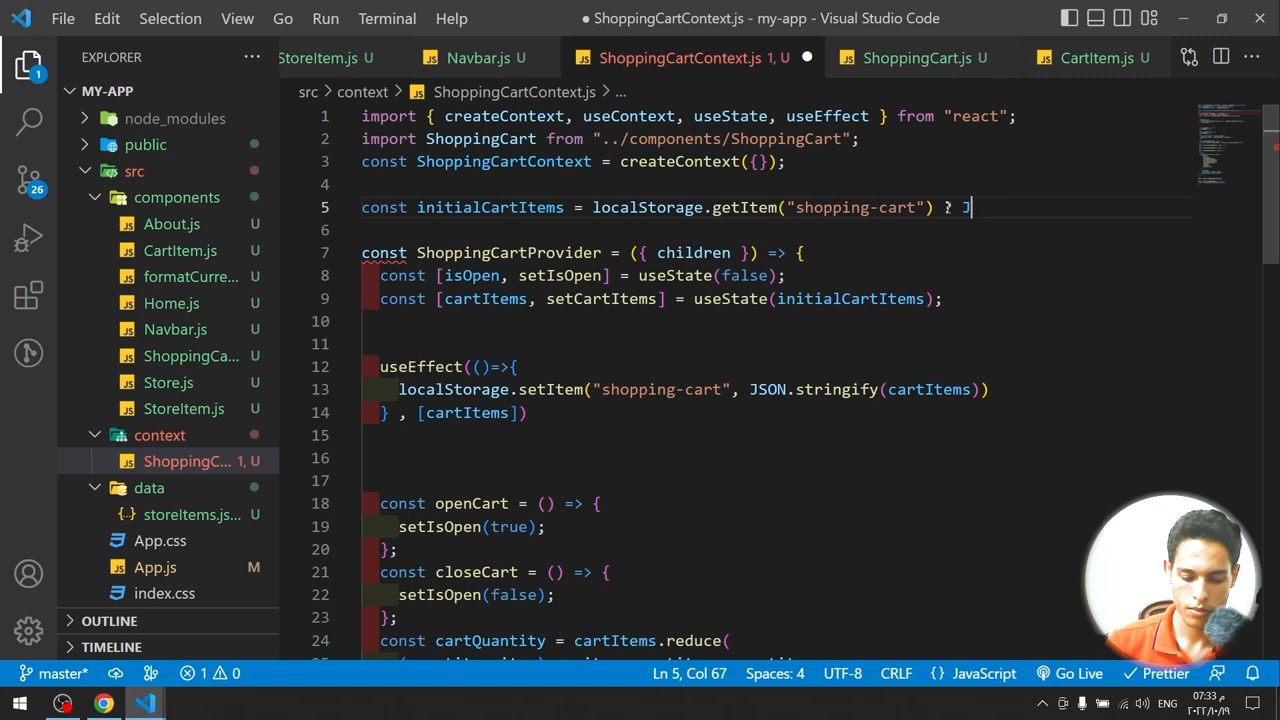 File Edit Selection View Go Run Terminal Help
● ShoppingCartContext.js - my-app - Visual Studio Code
EXPLORER
StoreItem.js U
Navbar.js U
ShoppingCartContext.js 1, U
ShoppingCart.js U
CartItem.js U
MY-APP
src > context > ShoppingCartContext.js > ...
node_modules
public
src
components
About.js U
CartItem.js U
formatCurre... U
Home.js U
Navbar.js U
ShoppingCa... U
Store.js U
StoreItem.js U
context
ShoppingC... 1, U
data
storeItems.js... U
App.css
App.js M
index.css
OUTLINE
TIMELINE
1
26
1 import { createContext, useContext, useState, useEffect } from "react";
2 import ShoppingCart from "../components/ShoppingCart";
3 const ShoppingCartContext = createContext({});
4
5 const initialCartItems = localStorage.getItem("shopping-cart") ? J
6
7 const ShoppingCartProvider = ({ children }) => {
8 const [isOpen, setIsOpen] = useState(false);
9 const [cartItems, setCartItems] = useState(initialCartItems);
10
11
12 useEffect(()=>{
13 localStorage.setItem("shopping-cart", JSON.stringify(cartItems))
14 } , [cartItems])
15
16
17
18 const openCart = () => {
19 setIsOpen(true);
20 };
21 const closeCart = () => {
22 setIsOpen(false);
23 };
24 const cartQuantity = cartItems.reduce(
master* 1 0
Ln 5, Col 67 Spaces: 4 UTF-8 CRLF {} JavaScript Go Live Prettier
ENG
07:33 م
٢٠٢٢/١٠/١٩